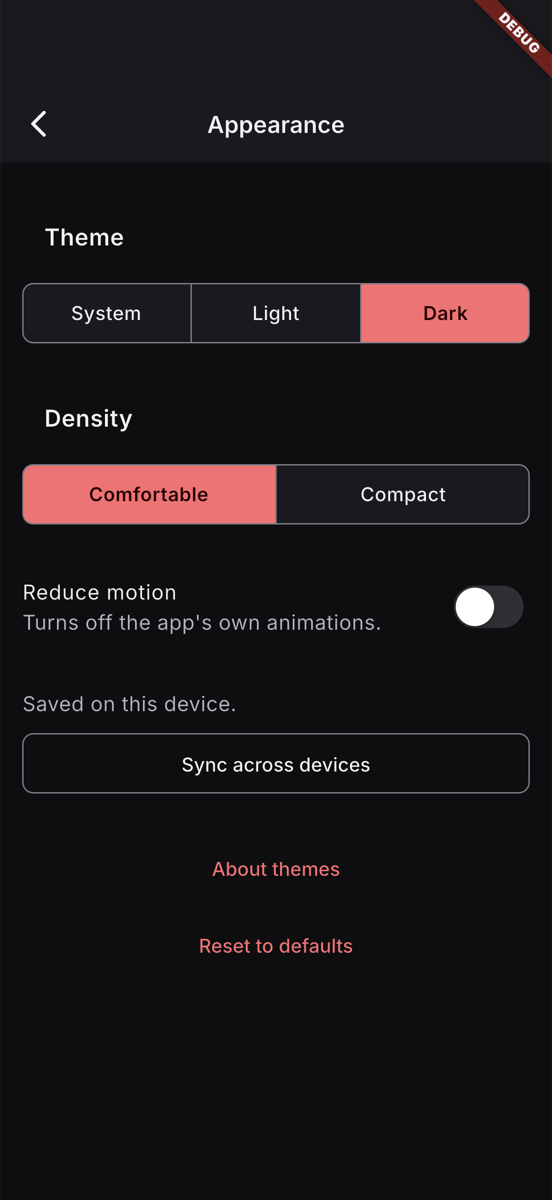 DEBUG
Appearance
Theme
System Light Dark
Density
Comfortable Compact
Reduce motion
Turns off the app's own animations.
Saved on this device.
Sync across devices
About themes
Reset to defaults